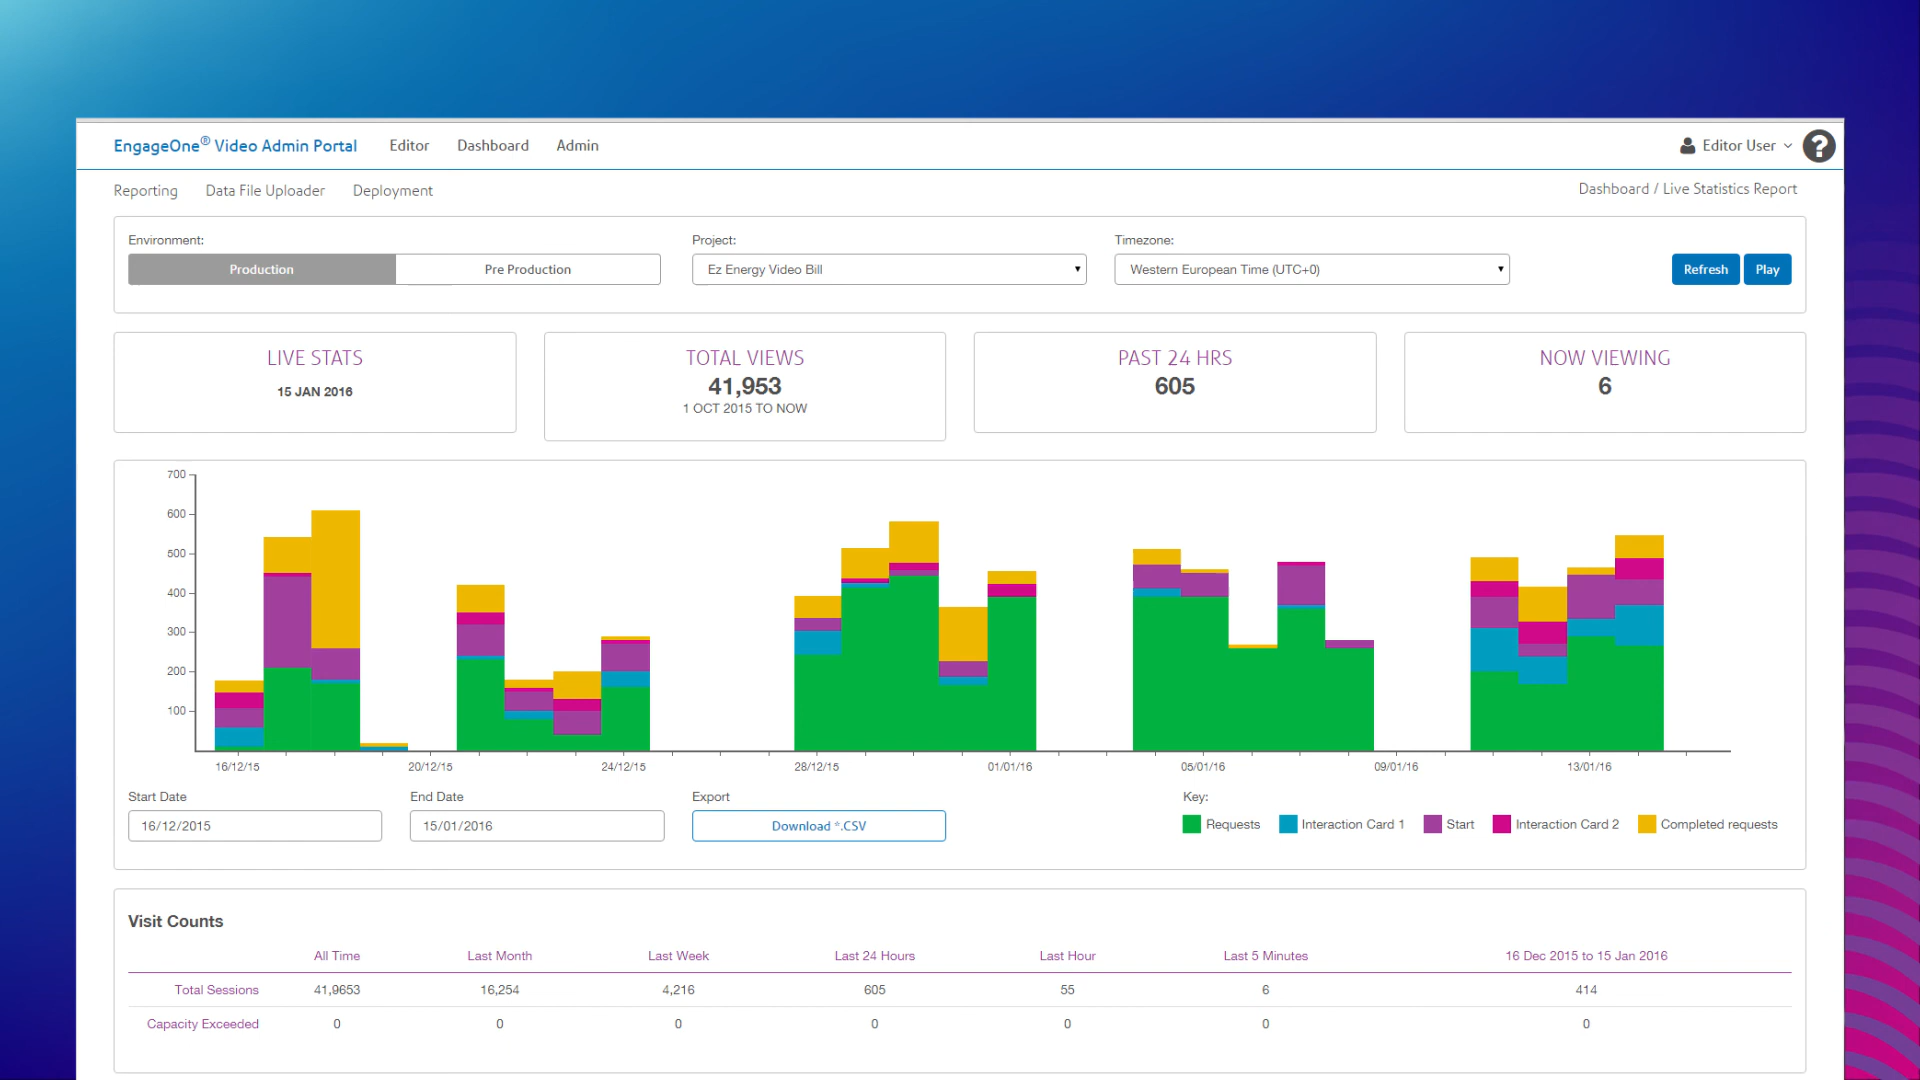 EngageOne® Video Admin Portal Editor Dashboard Admin Editor User ?
Reporting Data File Uploader Deployment Dashboard / Live Statistics Report
Environment: Project: Timezone:
Production Pre Production Ez Energy Video Bill Western European Time (UTC+0) Refresh Play
LIVE STATS
15 JAN 2016
TOTAL VIEWS
41,953
1 OCT 2015 TO NOW
PAST 24 HRS
605
NOW VIEWING
6
700
600
500
400
300
200
100
16/12/15 20/12/15 24/12/15 28/12/15 01/01/16 05/01/16 09/01/16 13/01/16
Start Date End Date Export Key:
16/12/2015 15/01/2016 Download *.CSV Requests Interaction Card 1 Start Interaction Card 2 Completed requests
Visit Counts
All Time Last Month Last Week Last 24 Hours Last Hour Last 5 Minutes 16 Dec 2015 to 15 Jan 2016
Total Sessions 41,9653 16,254 4,216 605 55 6 414
Capacity Exceeded 0 0 0 0 0 0 0